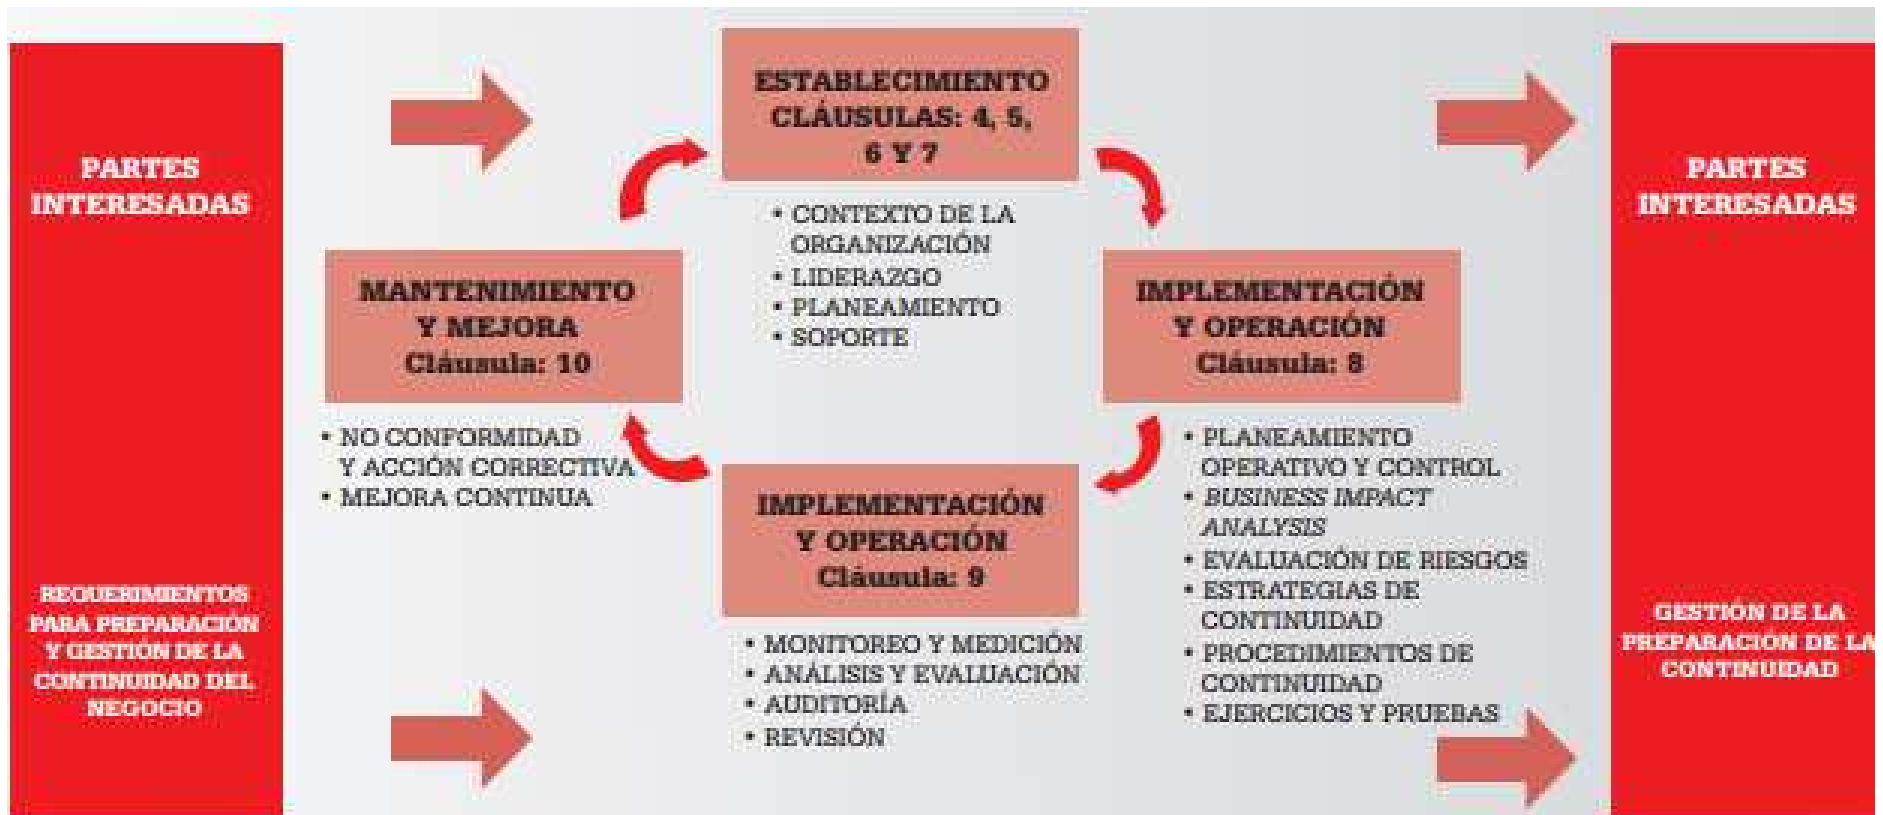 PARTES
INTERESADAS
REQUERIMIENTOS
PARA PREPARACIÓN
Y GESTIÓN DE LA
CONTINUIDAD DEL
NEGOCIO
ESTABLECIMIENTO
CLÁUSULAS: 4, 5,
6 Y 7
• CONTEXTO DE LA
ORGANIZACIÓN
• LIDERAZGO
• PLANEAMIENTO
• SOPORTE
MANTENIMIENTO
Y MEJORA
Cláusula: 10
• NO CONFORMIDAD
Y ACCIÓN CORRECTIVA
• MEJORA CONTINUA
IMPLEMENTACIÓN
Y OPERACIÓN
Cláusula: 8
• PLANEAMIENTO
OPERATIVO Y CONTROL
• BUSINESS IMPACT
ANALYSIS
• EVALUACIÓN DE RIESGOS
• ESTRATEGIAS DE
CONTINUIDAD
• PROCEDIMIENTOS DE
CONTINUIDAD
• EJERCICIOS Y PRUEBAS
IMPLEMENTACIÓN
Y OPERACIÓN
Cláusula: 9
• MONITOREO Y MEDICIÓN
• ANÁLISIS Y EVALUACIÓN
• AUDITORÍA
• REVISIÓN
PARTES
INTERESADAS
GESTIÓN DE LA
PREPARACIÓN DE LA
CONTINUIDAD